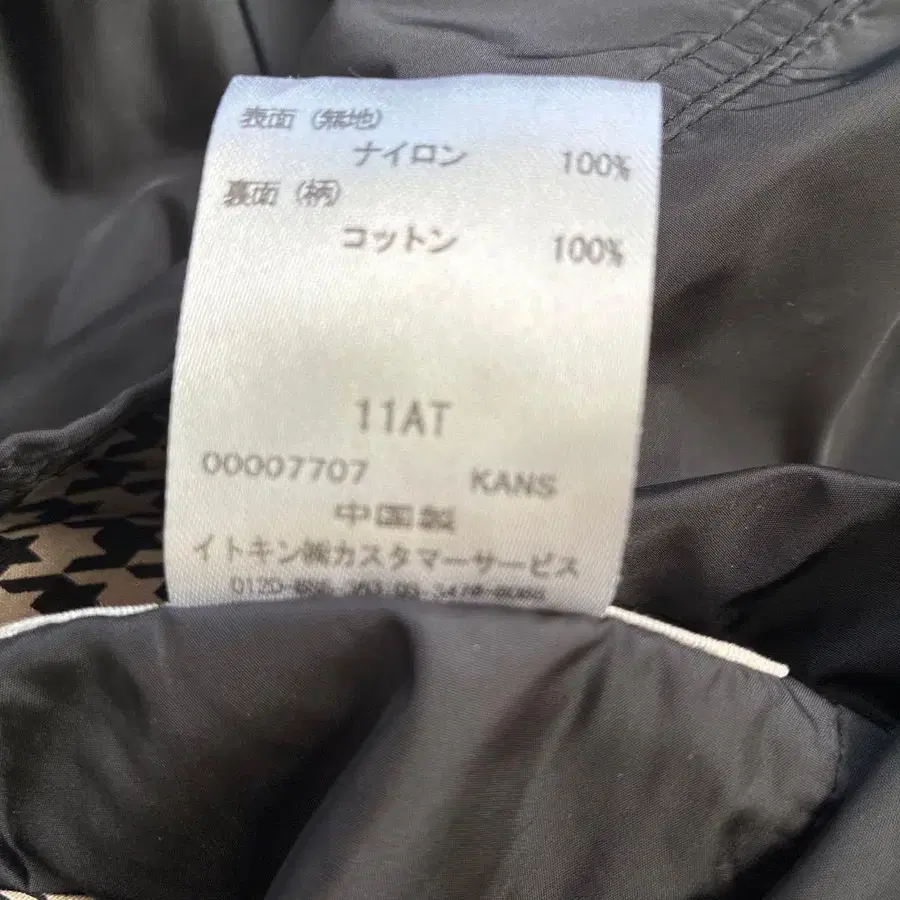 表面 (無地)
ナイロン 100%
裏面 (柄)
コットン 100%
11AT
00007707 KANS
中国製
イトキン㈱カスタマーサービス